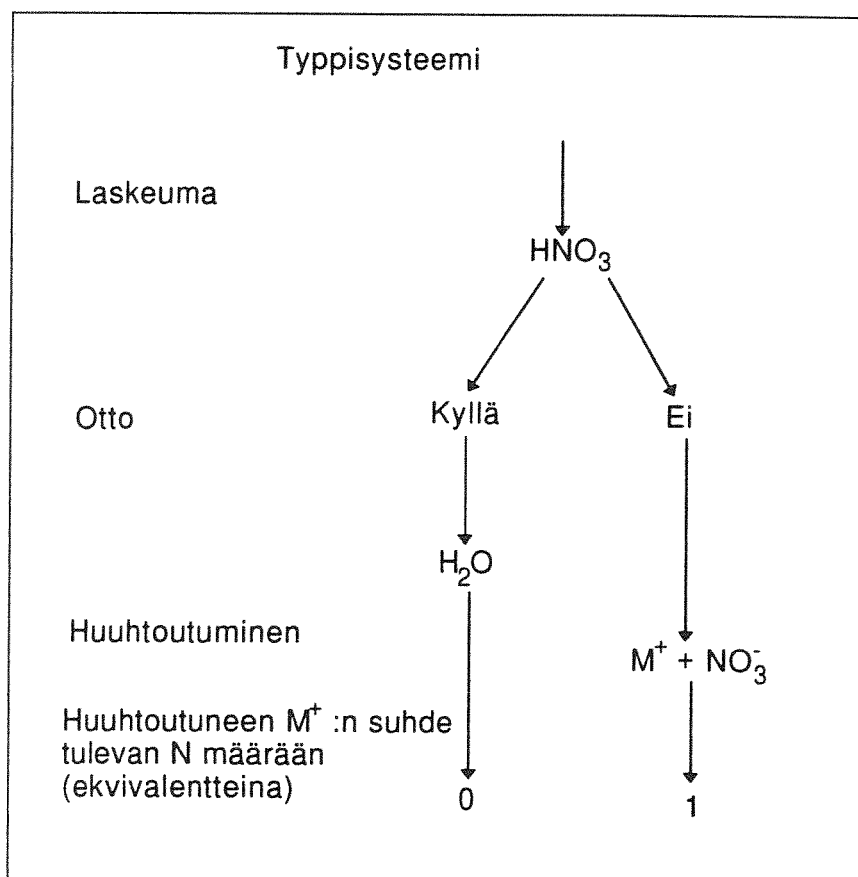 Typpisysteemi
Laskeuma
HNO₃
Otto
Kyllä
Ei
H₂O
Huuhtoutuminen
M⁺ + NO₃⁻
Huuhtoutuneen M⁺ :n suhde
tulevan N määrään
(ekvivalentteina)
0
1